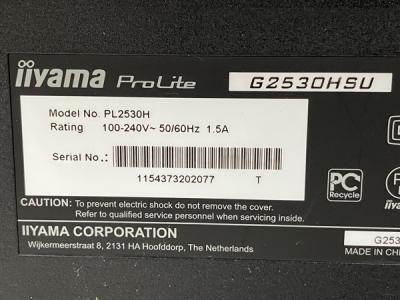 iiyama ProLite G2530HSU
Model No. PL2530H
Rating 100-240V~ 50/60Hz 1.5A
Serial No.:
1154373202077 T
PC
Recycle
CAUTION: To prevent electric shock do not remove the cover.
Refer to qualified service personnel when servicing inside.
IIYAMA CORPORATION
Wijkermeerstraat 8, 2131 HA Hoofddorp, The Netherlands
G253
MADE IN CH